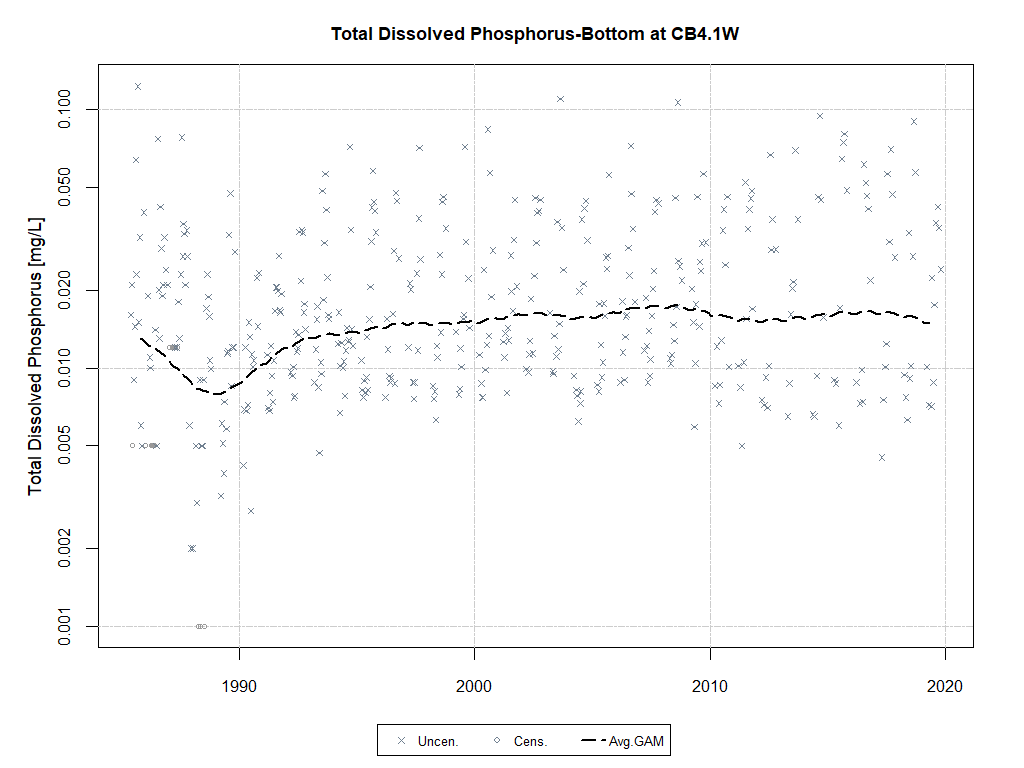 Total Dissolved Phosphorus-Bottom at CB4.1W
Total Dissolved Phosphorus [mg/L]
0.100
0.050
0.020
0.010
0.005
0.002
0.001
1990 2000 2010 2020
Uncen. Cens. Avg.GAM